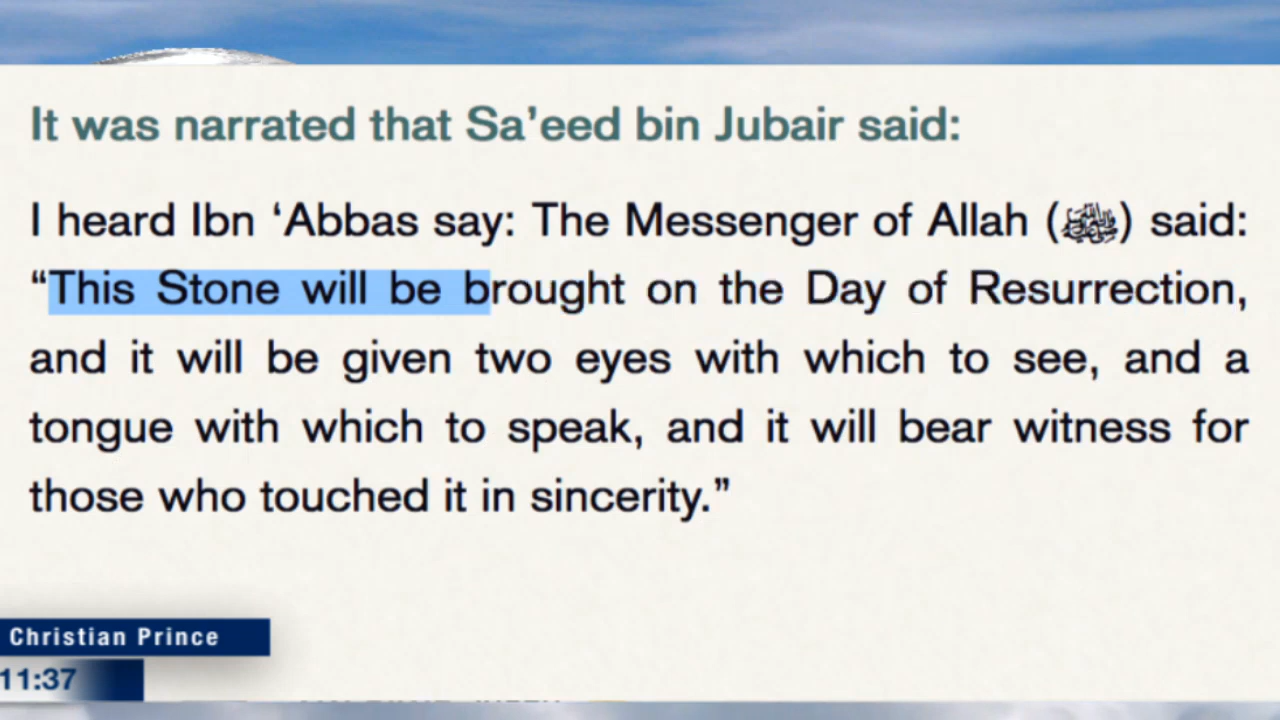 It was narrated that Sa’eed bin Jubair said:
I heard Ibn ‘Abbas say: The Messenger of Allah (ﷺ) said:
“This Stone will be brought on the Day of Resurrection,
and it will be given two eyes with which to see, and a
tongue with which to speak, and it will bear witness for
those who touched it in sincerity.”
Christian Prince
11:37